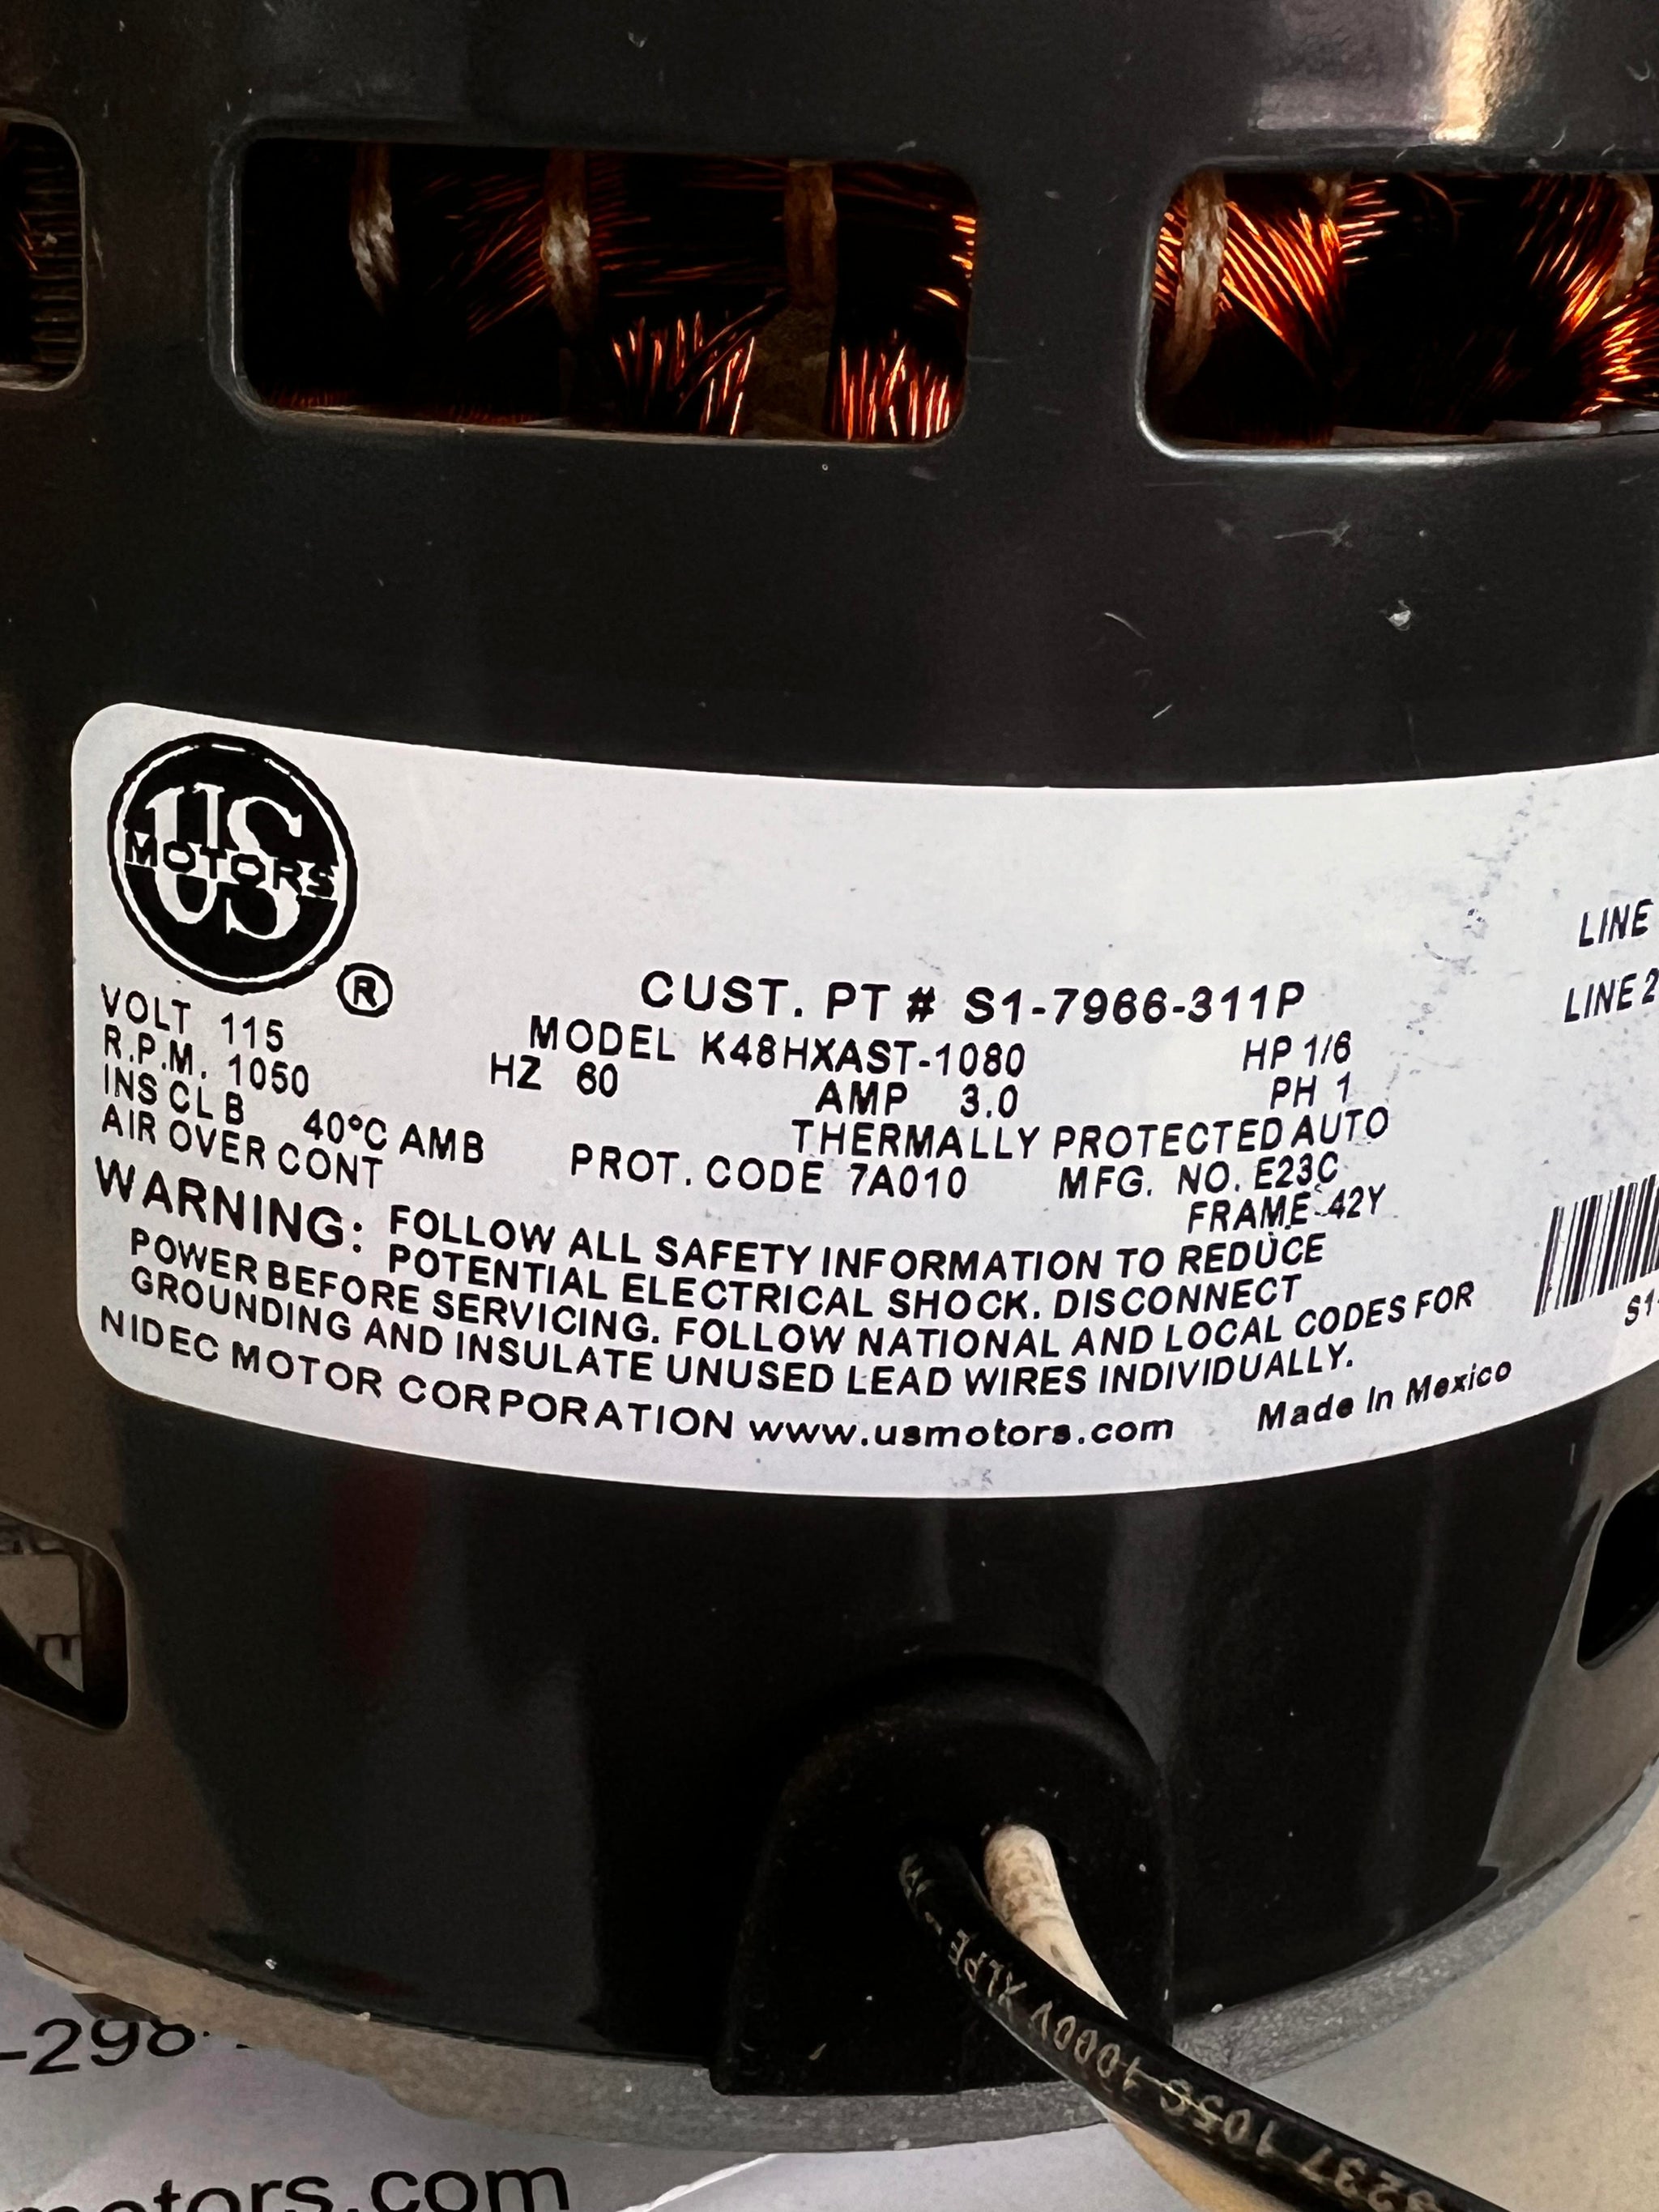 US
MOTORS
®
LINE
LINE 2
CUST. PT # S1-7966-311P
VOLT 115 MODEL K48HXAST-1080 HP 1/6
R.P.M. 1050 HZ 60 AMP 3.0 PH 1
INS CL B 40°C AMB THERMALLY PROTECTED AUTO
AIR OVER CONT PROT. CODE 7A010 MFG. NO. E23C
FRAME 42Y
WARNING: FOLLOW ALL SAFETY INFORMATION TO REDUCE
POTENTIAL ELECTRICAL SHOCK. DISCONNECT
POWER BEFORE SERVICING. FOLLOW NATIONAL AND LOCAL CODES FOR
GROUNDING AND INSULATE UNUSED LEAD WIRES INDIVIDUALLY.
NIDEC MOTOR CORPORATION www.usmotors.com Made In Mexico
S1-
XLPE 1000V 105C 1
-298-
motors.com